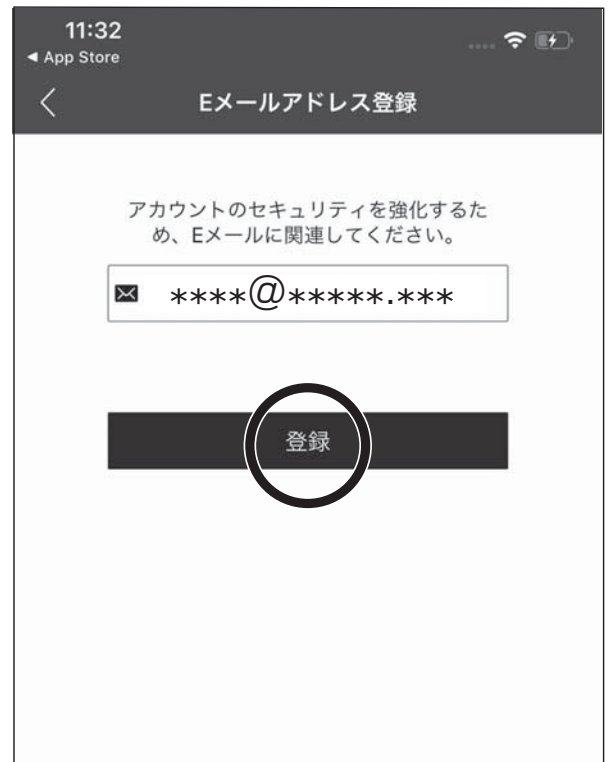 11:32
◀ App Store
Eメールアドレス登録
アカウントのセキュリティを強化するた
め、Eメールに関連してください。
****@*****.***
登録